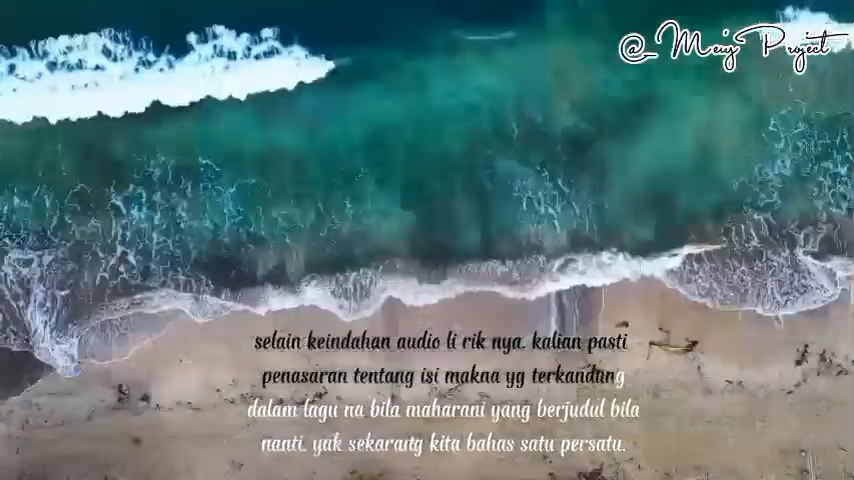 @_Meiy Project
selain keindahan audio li rik nya. kalian pasti
penasaran tentang isi makna yg terkandung
dalam lagu na bila maharani yang berjudul bila
nanti. yuk sekarang kita bahas satu persatu.